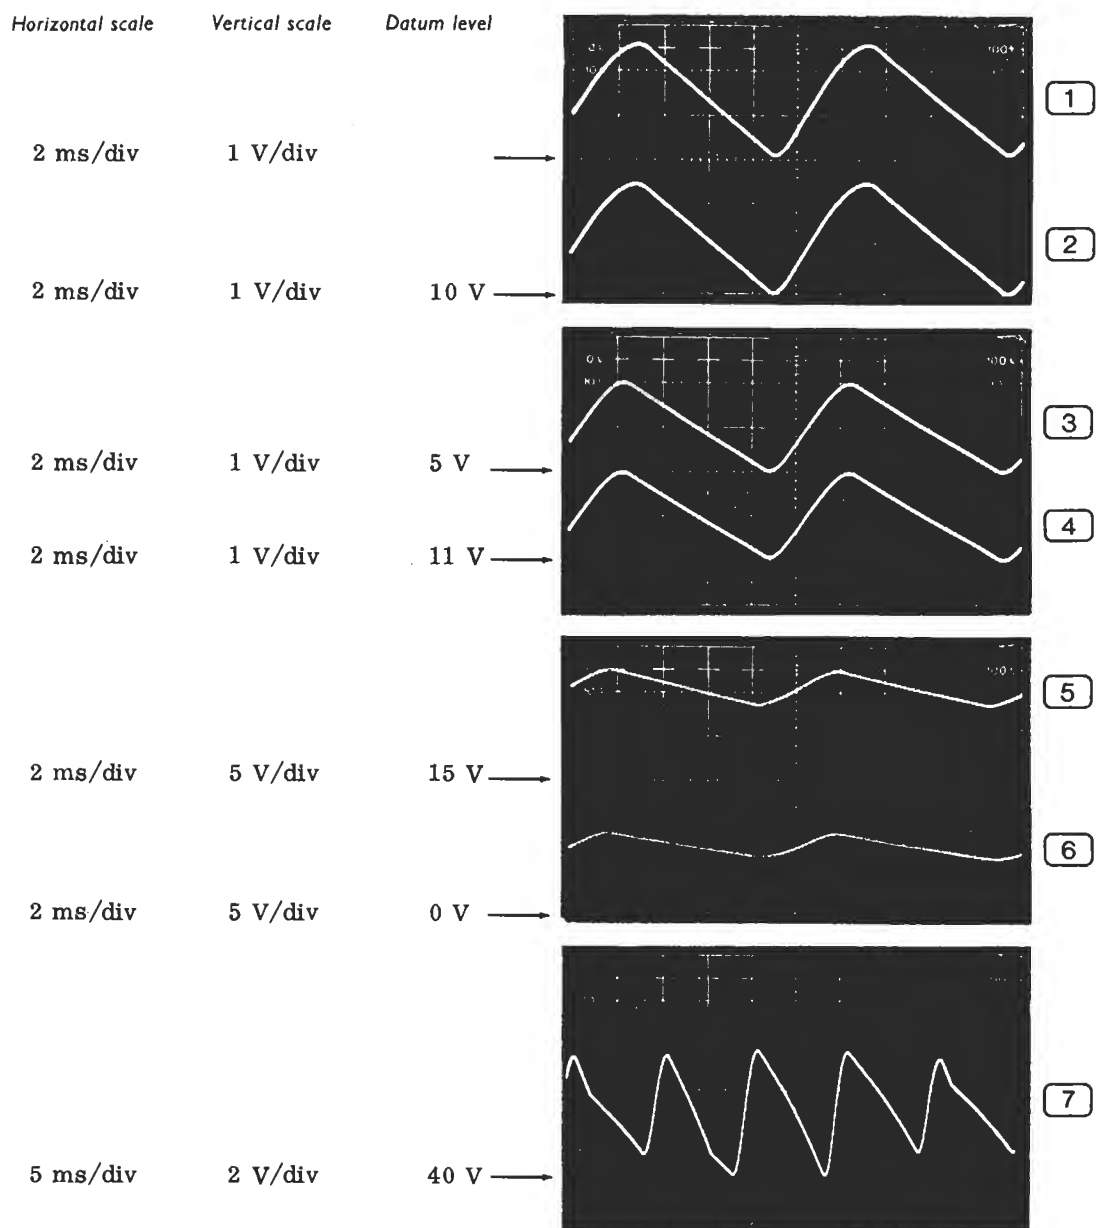 Horizontal scale Vertical scale Datum level
1
2 ms/div 1 V/div
2
2 ms/div 1 V/div 10 V
3
2 ms/div 1 V/div 5 V
4
2 ms/div 1 V/div 11 V
5
2 ms/div 5 V/div 15 V
6
2 ms/div 5 V/div 0 V
7
5 ms/div 2 V/div 40 V